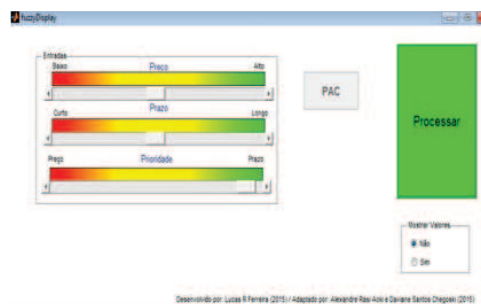 fuzzyDisplay
Entradas
Baixo Preco Alto
Curto Prazo Longo
Preço Prioridade Prazo
PAC
Processar
Mostrar Valores
Não
Sim
Desenvolvido por: Lucas R Ferreira (2015) / Adaptado por: Alexandre Rasi Aoki e Daviane Santos Chegoski (2015)